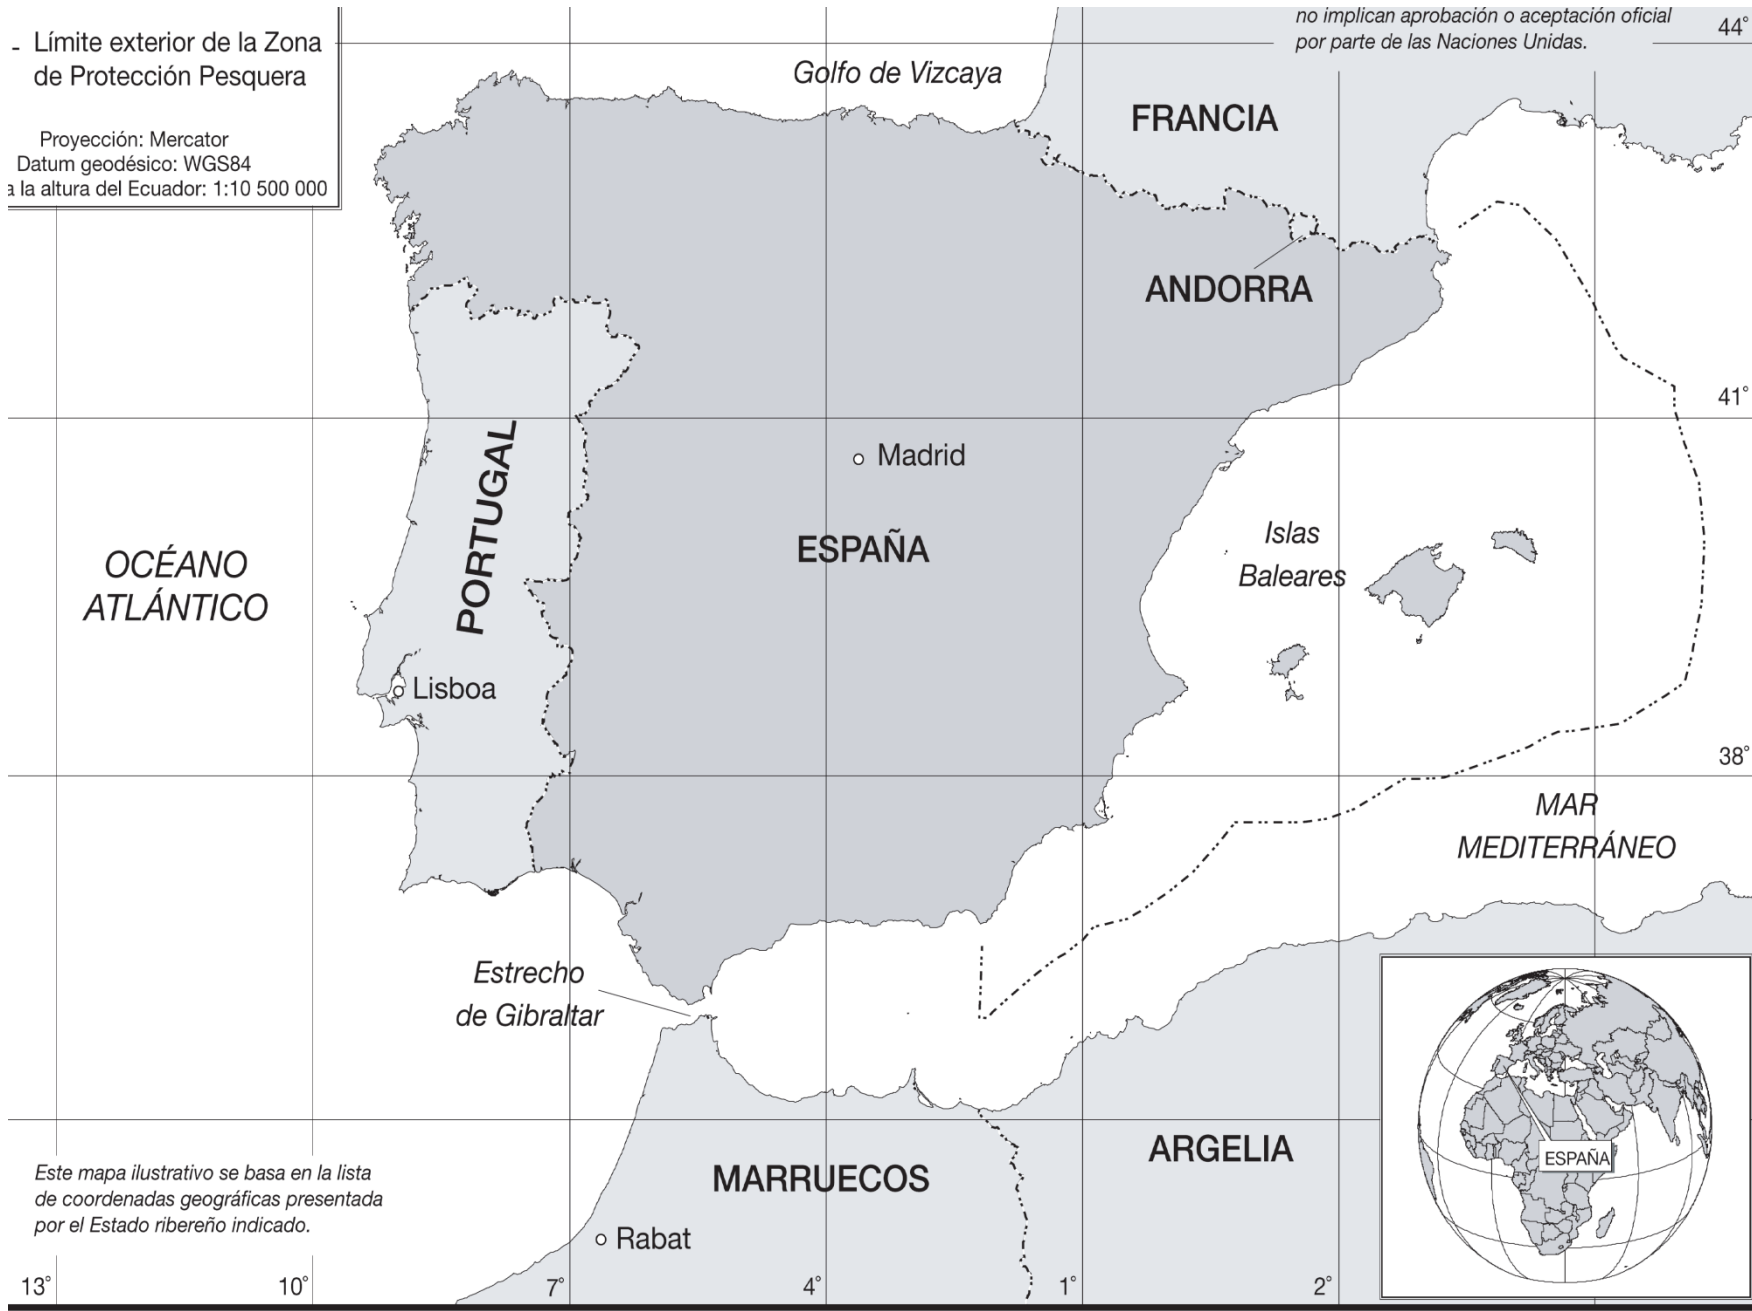 - Límite exterior de la Zona
de Protección Pesquera
Proyección: Mercator
Datum geodésico: WGS84
a la altura del Ecuador: 1:10 500 000
no implican aprobación o aceptación oficial
por parte de las Naciones Unidas.
44°
Golfo de Vizcaya
FRANCIA
ANDORRA
41°
PORTUGAL
Madrid
ESPAÑA
Islas
Baleares
OCÉANO
ATLÁNTICO
Lisboa
38°
MAR
MEDITERRÁNEO
Estrecho
de Gibraltar
ESPAÑA
ARGELIA
MARRUECOS
Rabat
Este mapa ilustrativo se basa en la lista
de coordenadas geográficas presentada
por el Estado ribereño indicado.
13° 10° 7° 4° 1° 2°